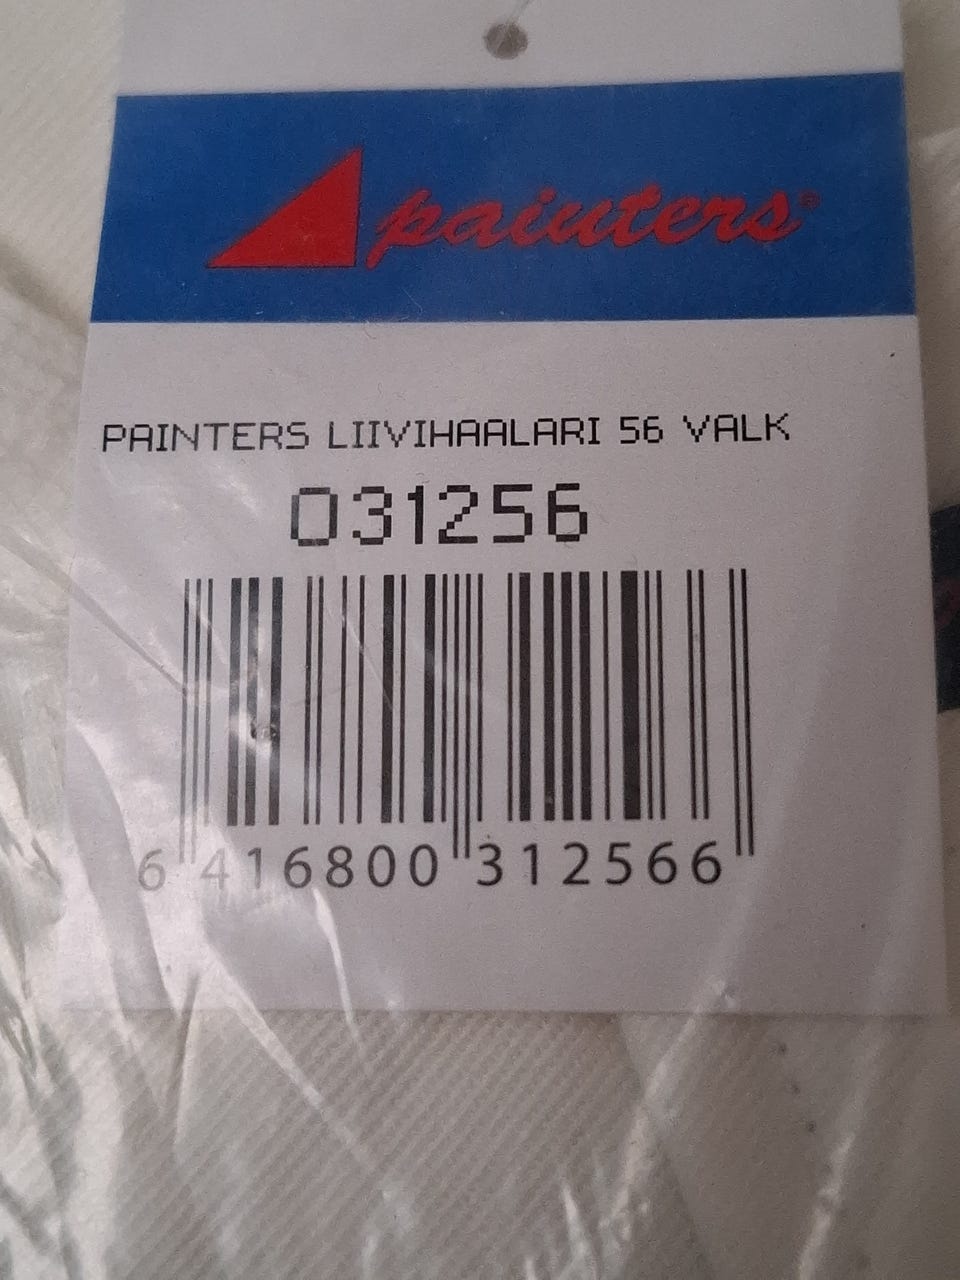 painters®
PAINTERS LIIVIHAALARI 56 VALK
031256
6 416800 312566